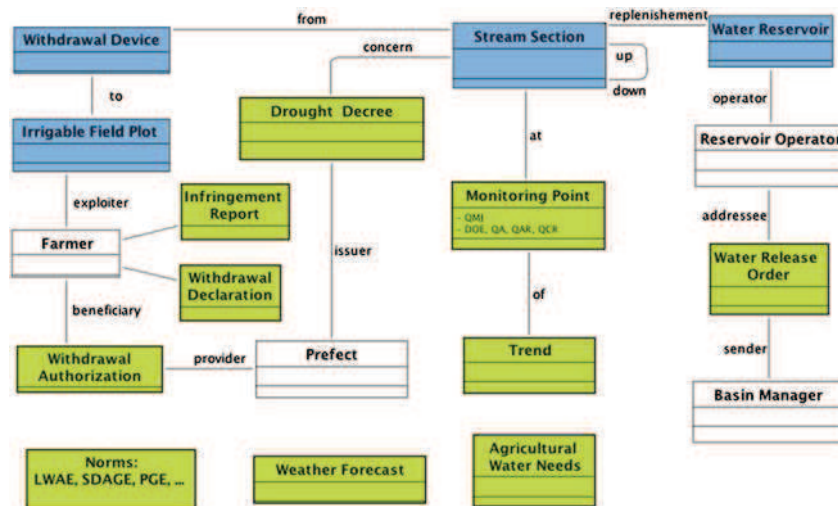 Withdrawal Device
from
Stream Section
replenishement
Water Reservoir
concern
up
down
to
operator
Irrigable Field Plot
Drought Decree
at
Reservoir Operator
exploiter
Infringement
Report
Monitoring Point
- QMI
- DOE, QA, QAR, QCR
addressee
Farmer
issuer
Withdrawal
Declaration
Water Release
Order
beneficiary
of
Withdrawal
Authorization
provider
Prefect
Trend
sender
Basin Manager
Norms:
LWAE, SDAGE, PGE, ...
Weather Forecast
Agricultural
Water Needs